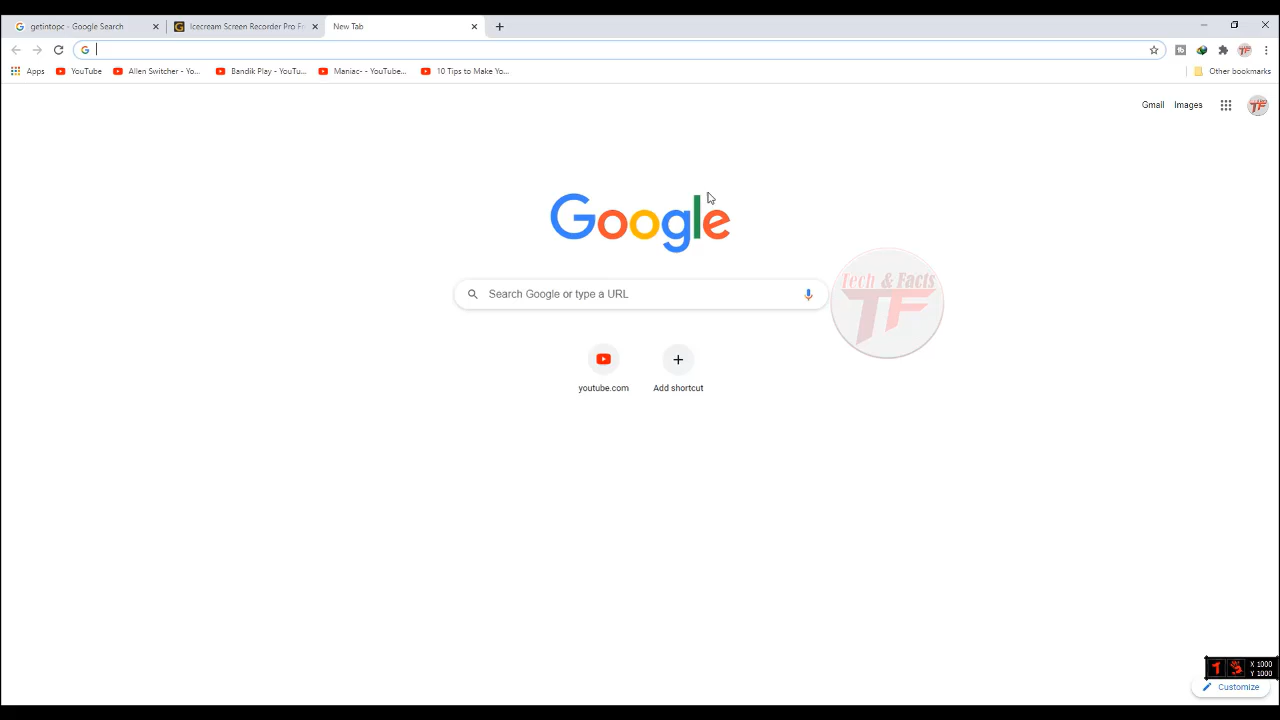 getintopc - Google Search
Icecream Screen Recorder Pro Fr
New Tab
Apps
YouTube
Allen Switcher - Yo...
Bandik Play - YouTu...
Maniac- - YouTube...
10 Tips to Make Yo...
Other bookmarks
Gmail
Images
TF
Google
Search Google or type a URL
Tech & Facts
TF
youtube.com
Add shortcut
X 1000
Y 1000
Customize